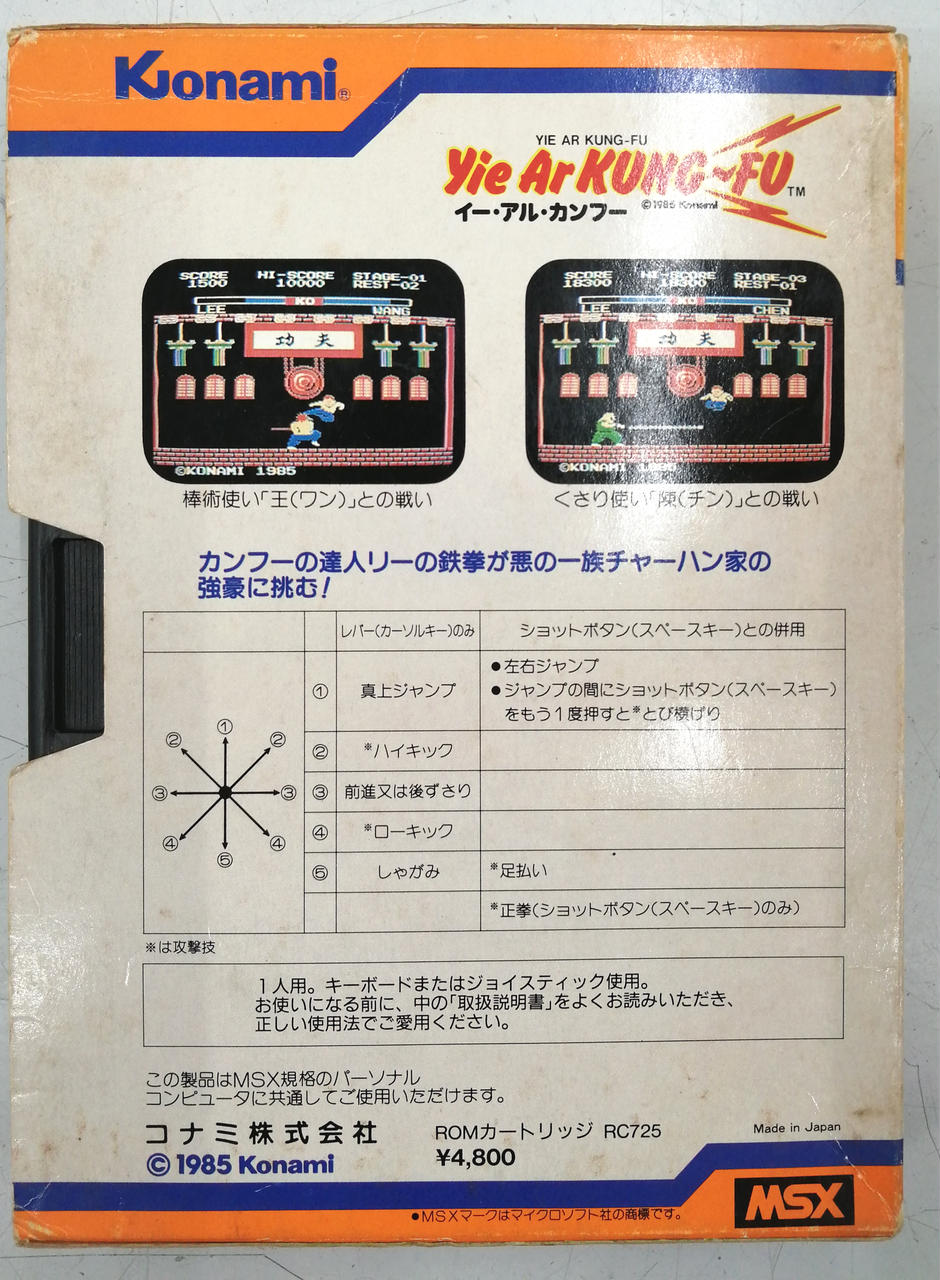 Konami®
YIE AR KUNG-FU
Yie Ar KUNG-FU TM
©1985 Konami
イー・アル・カンフー
SCORE HI-SCORE STAGE-01
1500 10000 REST-02
KO
LEE WANG
功夫
©KONAMI 1985
SCORE HI-SCORE STAGE-03
18300 18300 REST-01
KO
LEE CHEN
功夫
©KONAMI 1985
棒術使い「王(ワン)」との戦い
くさり使い「陳(チン)」との戦い
カンフーの達人リーの鉄拳が悪の一族チャーハン家の
強豪に挑む!
レバー(カーソルキー)のみ ショットボタン(スペースキー)との併用
① 真上ジャンプ ●左右ジャンプ
●ジャンプの間にショットボタン(スペースキー)
をもう1度押すと※とび横げり
② ※ハイキック
③ 前進又は後ずさり
④ ※ローキック
⑤ しゃがみ ※足払い
※正拳(ショットボタン(スペースキー)のみ)
①
② ②
③ ③
④ ④
⑤
※は攻撃技
1人用。キーボードまたはジョイスティック使用。
お使いになる前に、中の「取扱説明書」をよくお読みいただき、
正しい使用法でご愛用ください。
この製品はMSX規格のパーソナル
コンピュータに共通してご使用いただけます。
コナミ株式会社 ROMカートリッジ RC725 Made in Japan
© 1985 Konami ¥4,800
MSX
●MSXマークはマイクロソフト社の商標です。